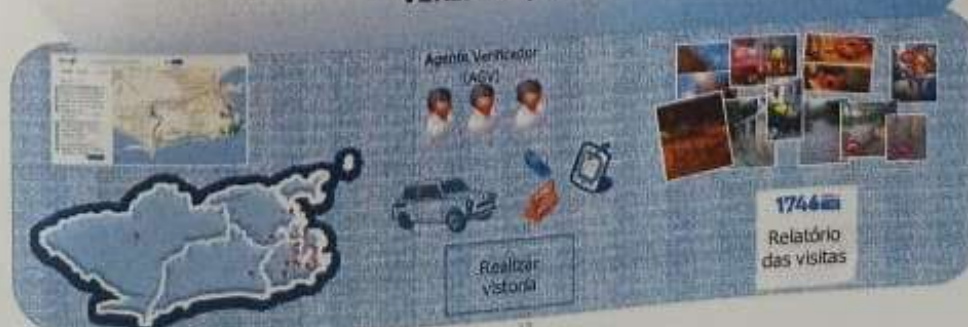 Agente Verificador
(AGV)
Realizar
vistoria
1746
Relatório
das visitas